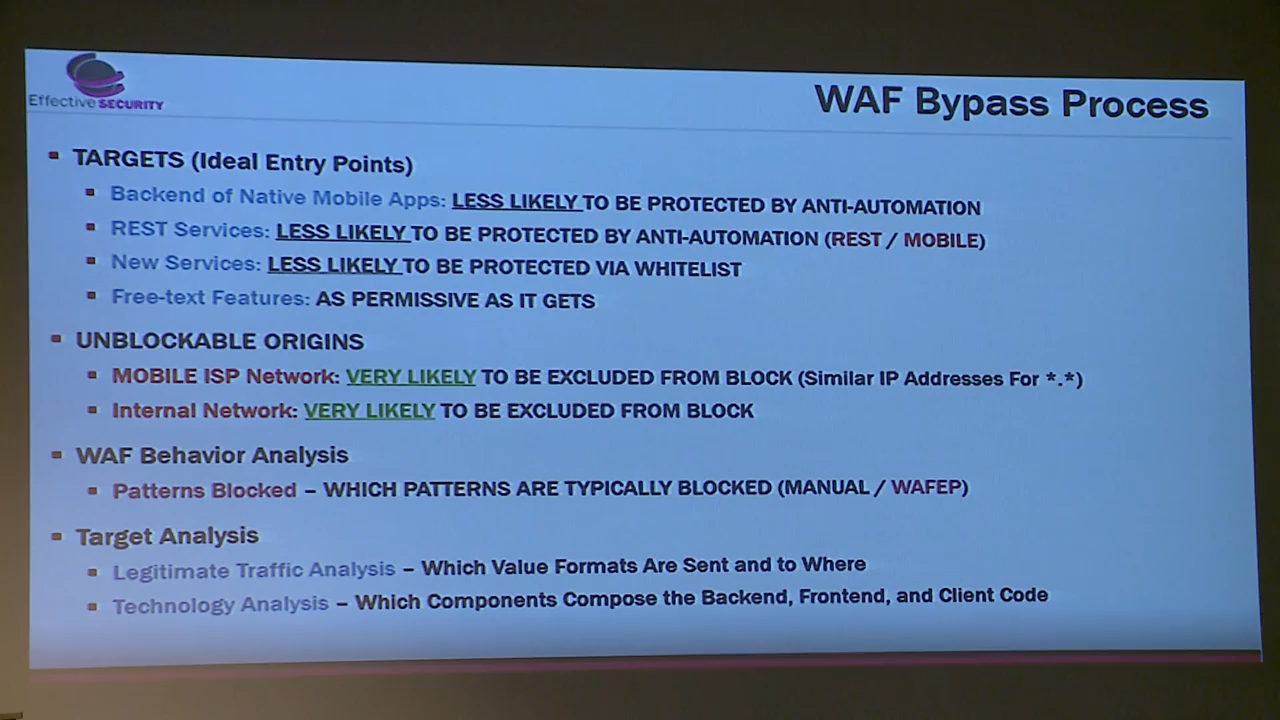 Effective SECURITY
WAF Bypass Process
TARGETS (Ideal Entry Points)
Backend of Native Mobile Apps: LESS LIKELY TO BE PROTECTED BY ANTI-AUTOMATION
REST Services: LESS LIKELY TO BE PROTECTED BY ANTI-AUTOMATION (REST / MOBILE)
New Services: LESS LIKELY TO BE PROTECTED VIA WHITELIST
Free-text Features: AS PERMISSIVE AS IT GETS
UNBLOCKABLE ORIGINS
MOBILE ISP Network: VERY LIKELY TO BE EXCLUDED FROM BLOCK (Similar IP Addresses For *.*)
Internal Network: VERY LIKELY TO BE EXCLUDED FROM BLOCK
WAF Behavior Analysis
Patterns Blocked – WHICH PATTERNS ARE TYPICALLY BLOCKED (MANUAL / WAFEP)
Target Analysis
Legitimate Traffic Analysis – Which Value Formats Are Sent and to Where
Technology Analysis – Which Components Compose the Backend, Frontend, and Client Code